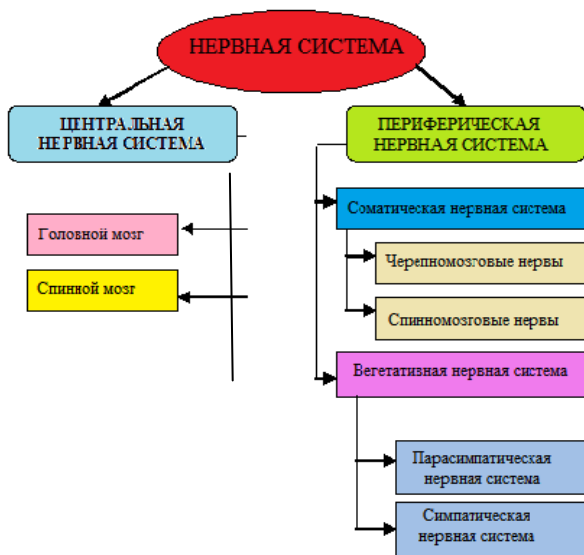 НЕРВНАЯ СИСТЕМА
ЦЕНТРАЛЬНАЯ
НЕРВНАЯ СИСТЕМА
Головной мозг
Спинной мозг
ПЕРИФЕРИЧЕСКАЯ
НЕРВНАЯ СИСТЕМА
Соматическая нервная система
Черепномозговые нервы
Спинномозговые нервы
Вегетативная нервная система
Парасимпатическая
нервная система
Симпатическая
нервная система